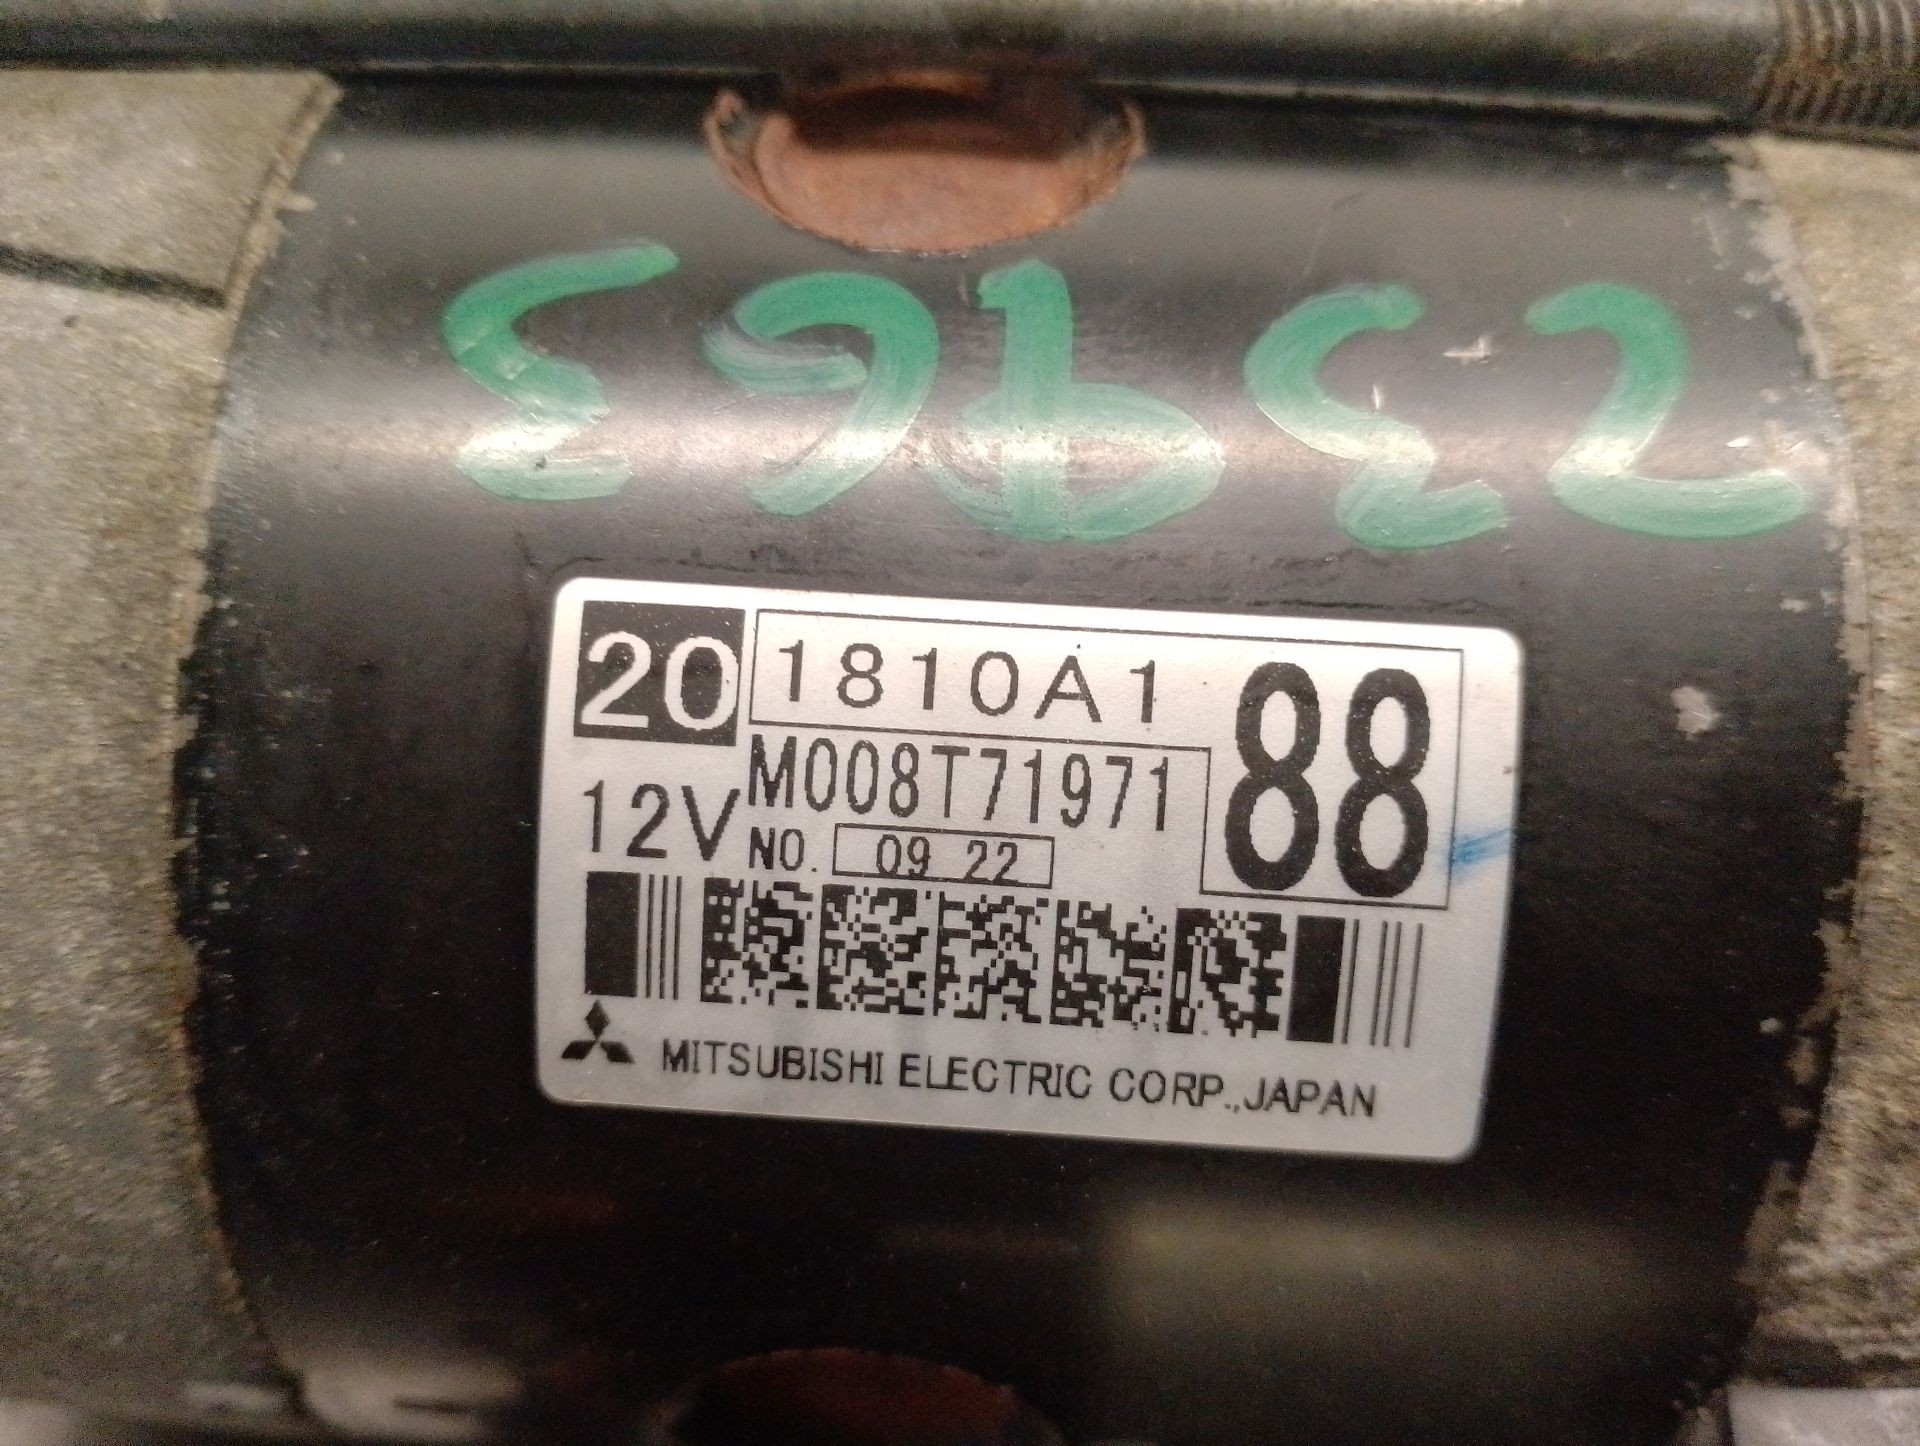 20 1810A1 88
M008T71971
12V NO. 09 22
MITSUBISHI ELECTRIC CORP.,JAPAN